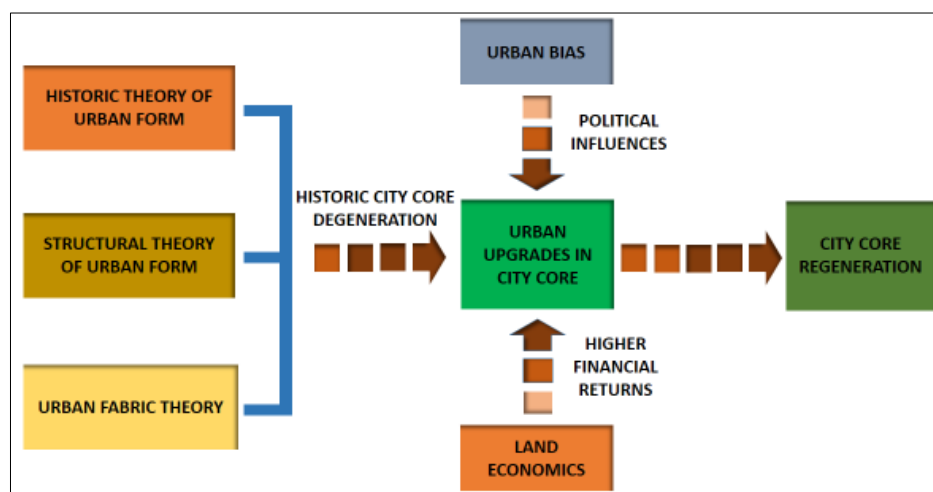 HISTORIC THEORY OF
URBAN FORM
STRUCTURAL THEORY
OF URBAN FORM
URBAN FABRIC THEORY
HISTORIC CITY CORE
DEGENERATION
URBAN BIAS
POLITICAL
INFLUENCES
URBAN
UPGRADES IN
CITY CORE
HIGHER
FINANCIAL
RETURNS
LAND
ECONOMICS
CITY CORE
REGENERATION